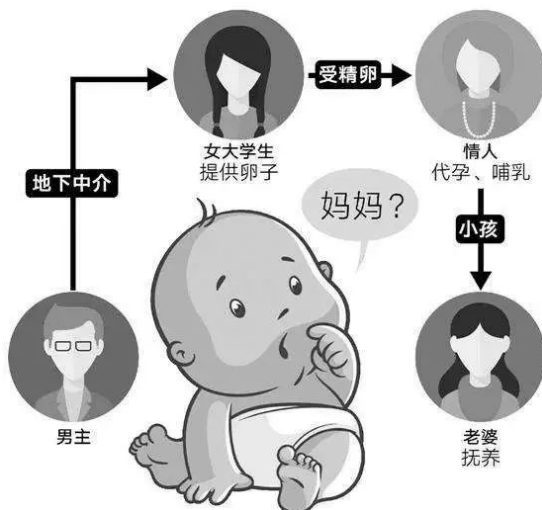 女大学生
提供卵子
受精卵
情人
代孕、哺乳
地下中介
妈妈？
小孩
男主
老婆
抚养